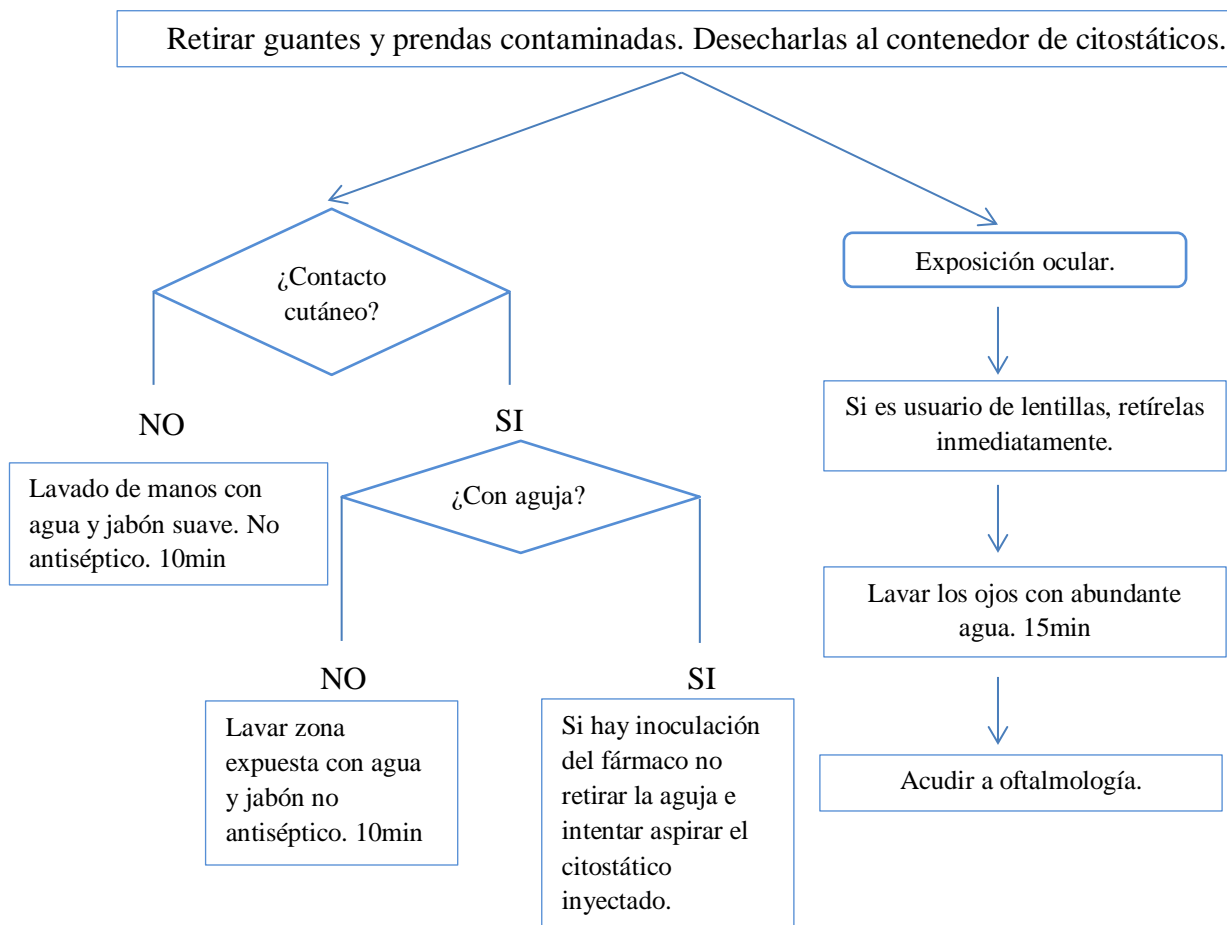 Retirar guantes y prendas contaminadas. Desecharlas al contenedor de citostáticos.
¿Contacto
cutáneo?
NO
SI
Lavado de manos con
agua y jabón suave. No
antiséptico. 10min
¿Con aguja?
NO
SI
Lavar zona
expuesta con agua
y jabón no
antiséptico. 10min
Si hay inoculación
del fármaco no
retirar la aguja e
intentar aspirar el
citostático
inyectado.
Exposición ocular.
Si es usuario de lentillas, retírelas
inmediatamente.
Lavar los ojos con abundante
agua. 15min
Acudir a oftalmología.